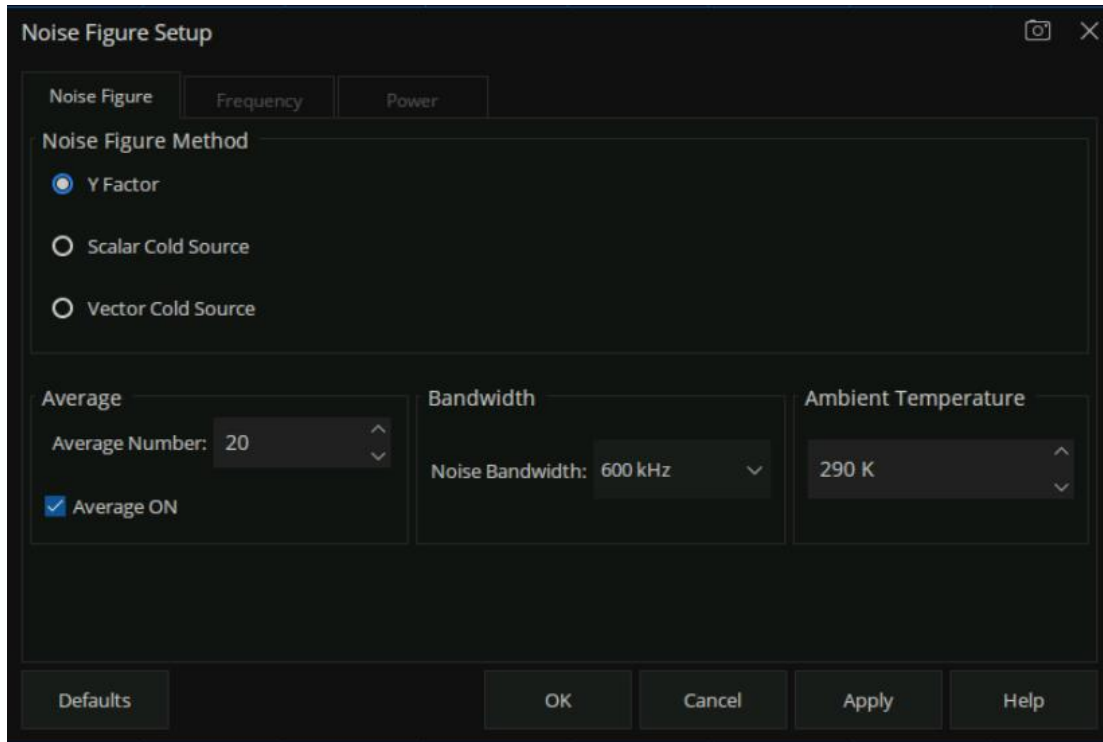 Noise Figure Setup
Noise Figure
Frequency
Power
Noise Figure Method
Y Factor
Scalar Cold Source
Vector Cold Source
Average
Average Number: 20
Average ON
Bandwidth
Noise Bandwidth: 600 kHz
Ambient Temperature
290 K
Defaults
OK
Cancel
Apply
Help